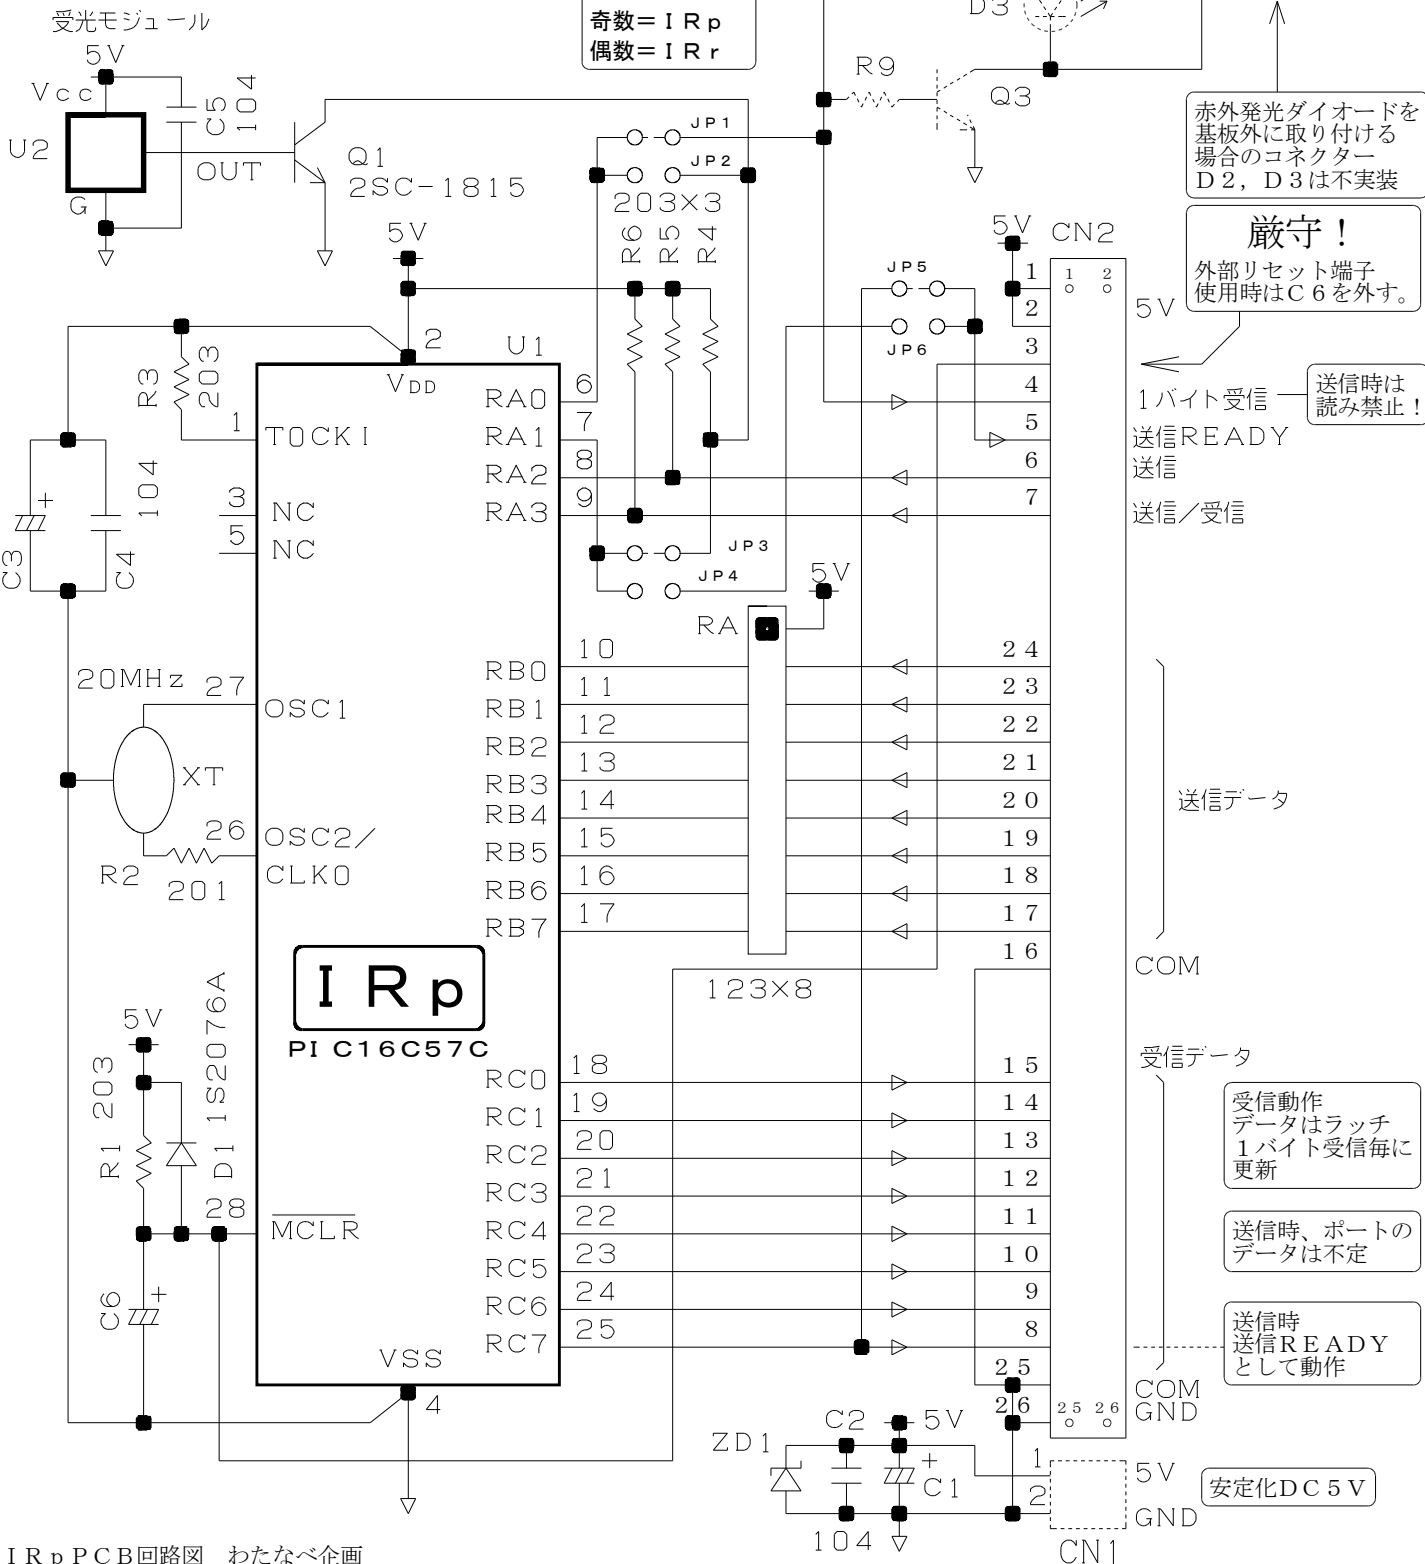 受光モジュール
5V
Vcc
U2
G
OUT
C5
104
Q1
2SC-1815
奇数=IRp
偶数=IRr
D3
R9
Q3
JP1
JP2
203×3
R6
R5
R4
赤外発光ダイオードを
基板外に取り付ける
場合のコネクター
D2，D3は不実装
厳守！
外部リセット端子
使用時はC6を外す。
5V
CN2
1 2
1
2
3
4
5
6
7
5V
1バイト受信
送信時は
読み禁止！
送信READY
送信
送信／受信
JP5
JP6
5V
2
U1
VDD
R3
203
1
TOCKI
3
NC
5
NC
C3
+
C4
104
RA0
6
RA1
7
RA2
8
RA3
9
JP3
JP4
5V
RA
123×8
20MHz
27
OSC1
XT
26
OSC2/
CLKO
R2
201
RB0
10
24
RB1
11
23
RB2
12
22
RB3
13
21
RB4
14
20
RB5
15
19
RB6
16
18
RB7
17
17
16
送信データ
COM
IRp
PIC16C57C
5V
R1
203
D1
1S2076A
28
MCLR
C6
+
VSS
4
RC0
18
15
RC1
19
14
RC2
20
13
RC3
21
12
RC4
22
11
RC5
23
10
RC6
24
9
RC7
25
8
25
26
25 26
受信データ
受信動作
データはラッチ
1バイト受信毎に
更新
送信時、ポートの
データは不定
送信時
送信READY
として動作
COM
GND
ZD1
C2
104
5V
+
C1
1
2
5V
GND
CN1
安定化DC5V
IRpPCB回路図　わたなべ企画